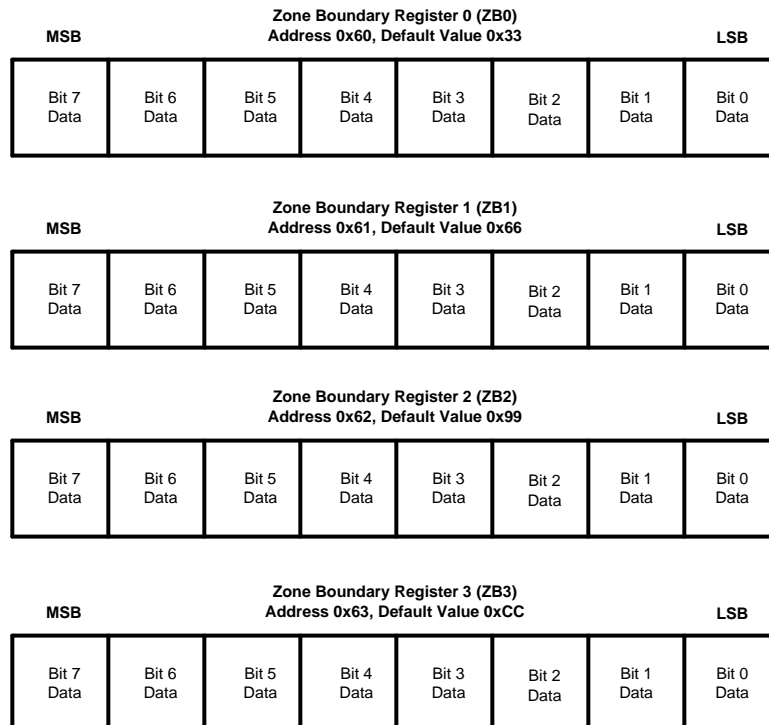 Zone Boundary Register 0 (ZB0)
MSB Address 0x60, Default Value 0x33 LSB
Bit 7 Bit 6 Bit 5 Bit 4 Bit 3 Bit 2 Bit 1 Bit 0
Data Data Data Data Data Data Data Data
Zone Boundary Register 1 (ZB1)
MSB Address 0x61, Default Value 0x66 LSB
Bit 7 Bit 6 Bit 5 Bit 4 Bit 3 Bit 2 Bit 1 Bit 0
Data Data Data Data Data Data Data Data
Zone Boundary Register 2 (ZB2)
MSB Address 0x62, Default Value 0x99 LSB
Bit 7 Bit 6 Bit 5 Bit 4 Bit 3 Bit 2 Bit 1 Bit 0
Data Data Data Data Data Data Data Data
Zone Boundary Register 3 (ZB3)
MSB Address 0x63, Default Value 0xCC LSB
Bit 7 Bit 6 Bit 5 Bit 4 Bit 3 Bit 2 Bit 1 Bit 0
Data Data Data Data Data Data Data Data